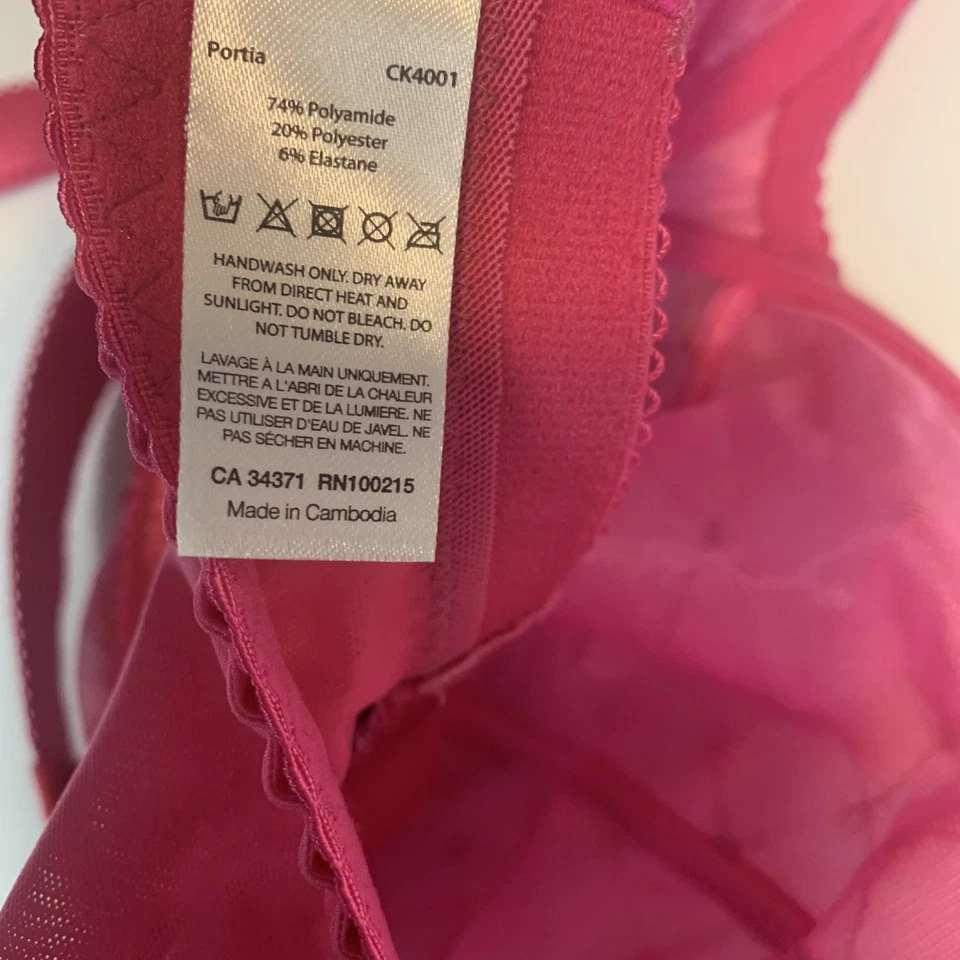 Portia
CK4001
74% Polyamide
20% Polyester
6% Elastane
HANDWASH ONLY. DRY AWAY
FROM DIRECT HEAT AND
SUNLIGHT. DO NOT BLEACH. DO
NOT TUMBLE DRY.
LAVAGE À LA MAIN UNIQUEMENT.
METTRE A L'ABRI DE LA CHALEUR
EXCESSIVE ET DE LA LUMIERE. NE
PAS UTILISER D'EAU DE JAVEL. NE
PAS SÉCHER EN MACHINE.
CA 34371 RN100215
Made in Cambodia